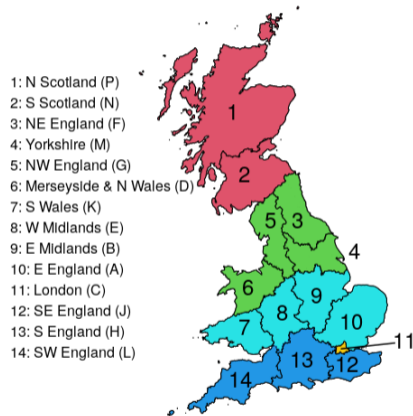 1: N Scotland (P)
2: S Scotland (N)
3: NE England (F)
4: Yorkshire (M)
5: NW England (G)
6: Merseyside & N Wales (D)
7: S Wales (K)
8: W Midlands (E)
9: E Midlands (B)
10: E England (A)
11: London (C)
12: SE England (J)
13: S England (H)
14: SW England (L)
1
2
5 3
4
6
9
8
7
10
11
13
12
14